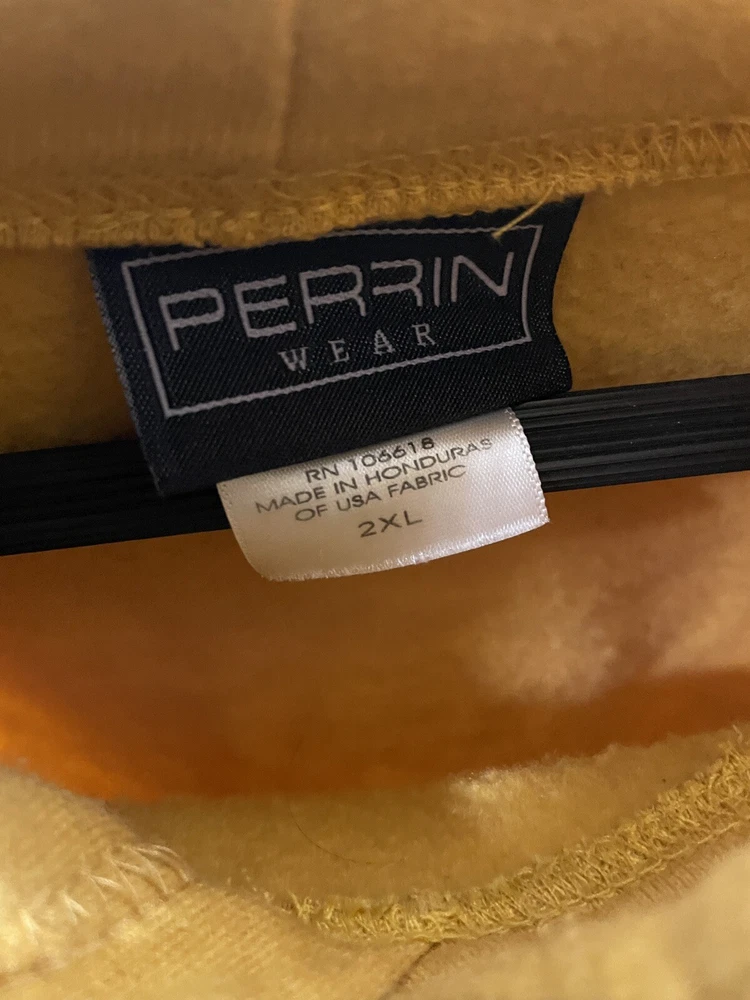 PERRIN
WEAR
RN 106618
MADE IN HONDURAS
OF USA FABRIC
2XL